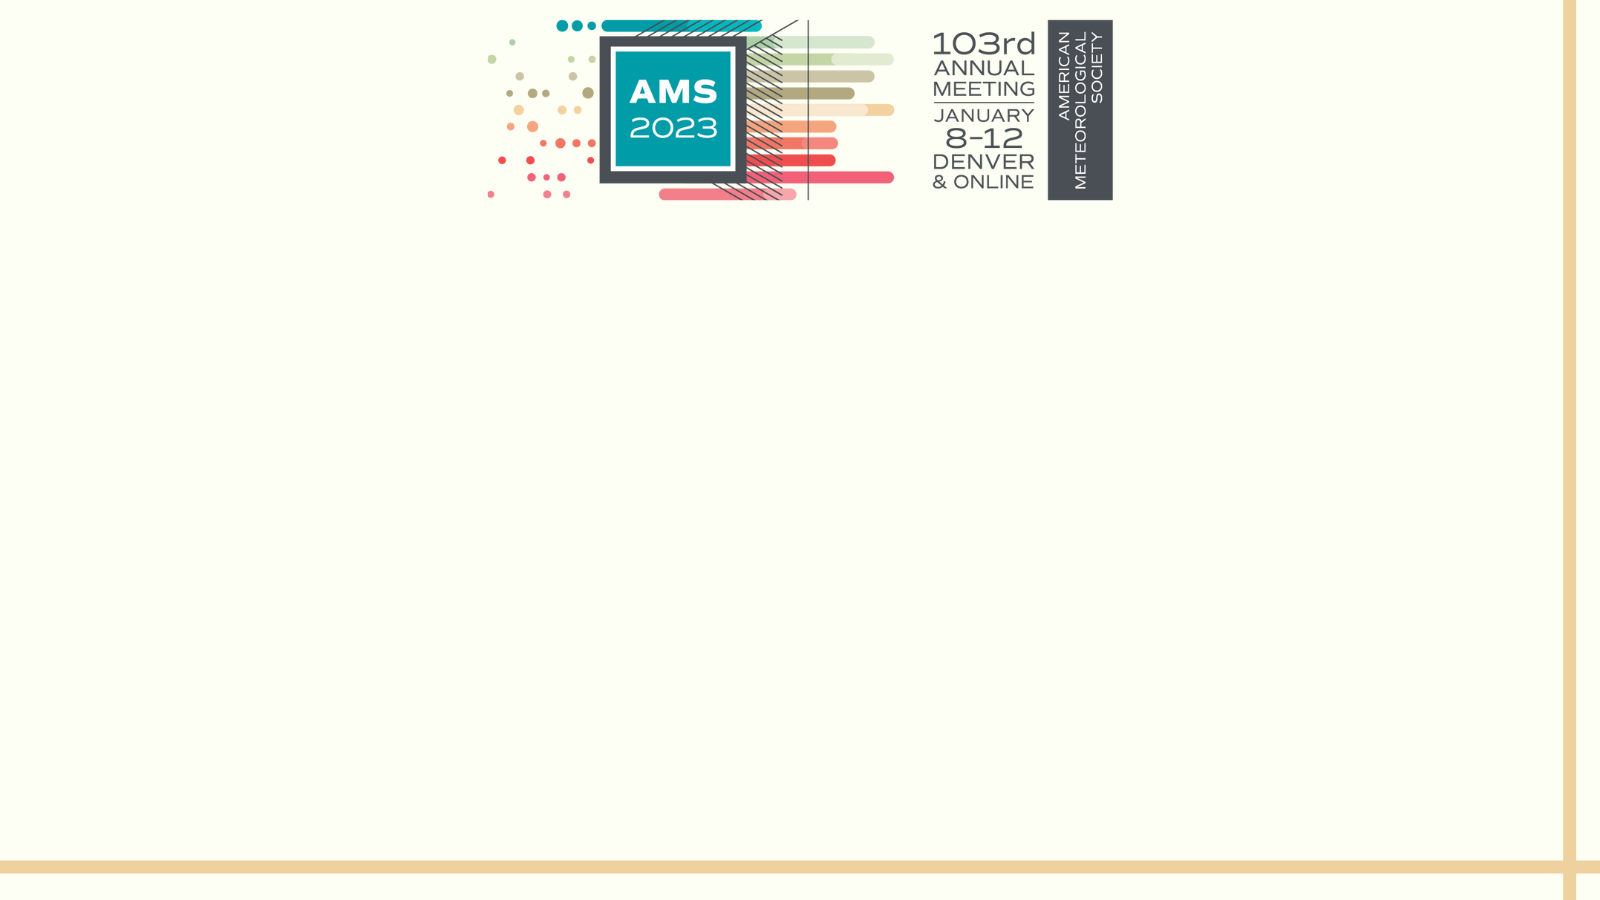 AMS
2023
103rd
ANNUAL
MEETING
JANUARY
8-12
DENVER
& ONLINE
AMERICAN
METEOROLOGICAL
SOCIETY